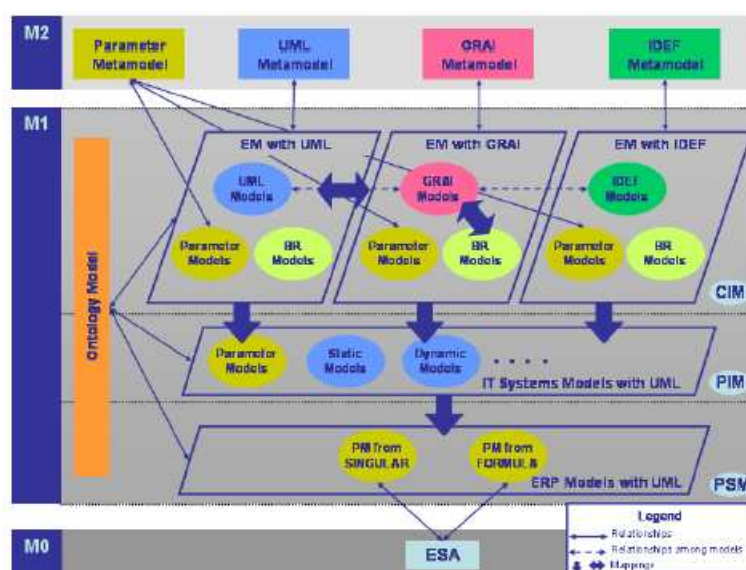 M2
Parameter
Metamodel
UML
Metamodel
GRAI
Metamodel
IDEF
Metamodel
M1
Ontology Model
EM with UML
EM with GRAI
EM with IDEF
UML
Models
GRAI
Models
IDEF
Models
Parameter
Models
BR
Models
Parameter
Models
BR
Models
Parameter
Models
BR
Models
CIM
Parameter
Models
Static
Models
Dynamic
Models
. . . .
IT Systems Models with UML
PIM
PM from
SINGULAR
PM from
FORMULA
ERP Models with UML
PSM
M0
ESA
Legend
Relationships
Relationships among models
Mappings